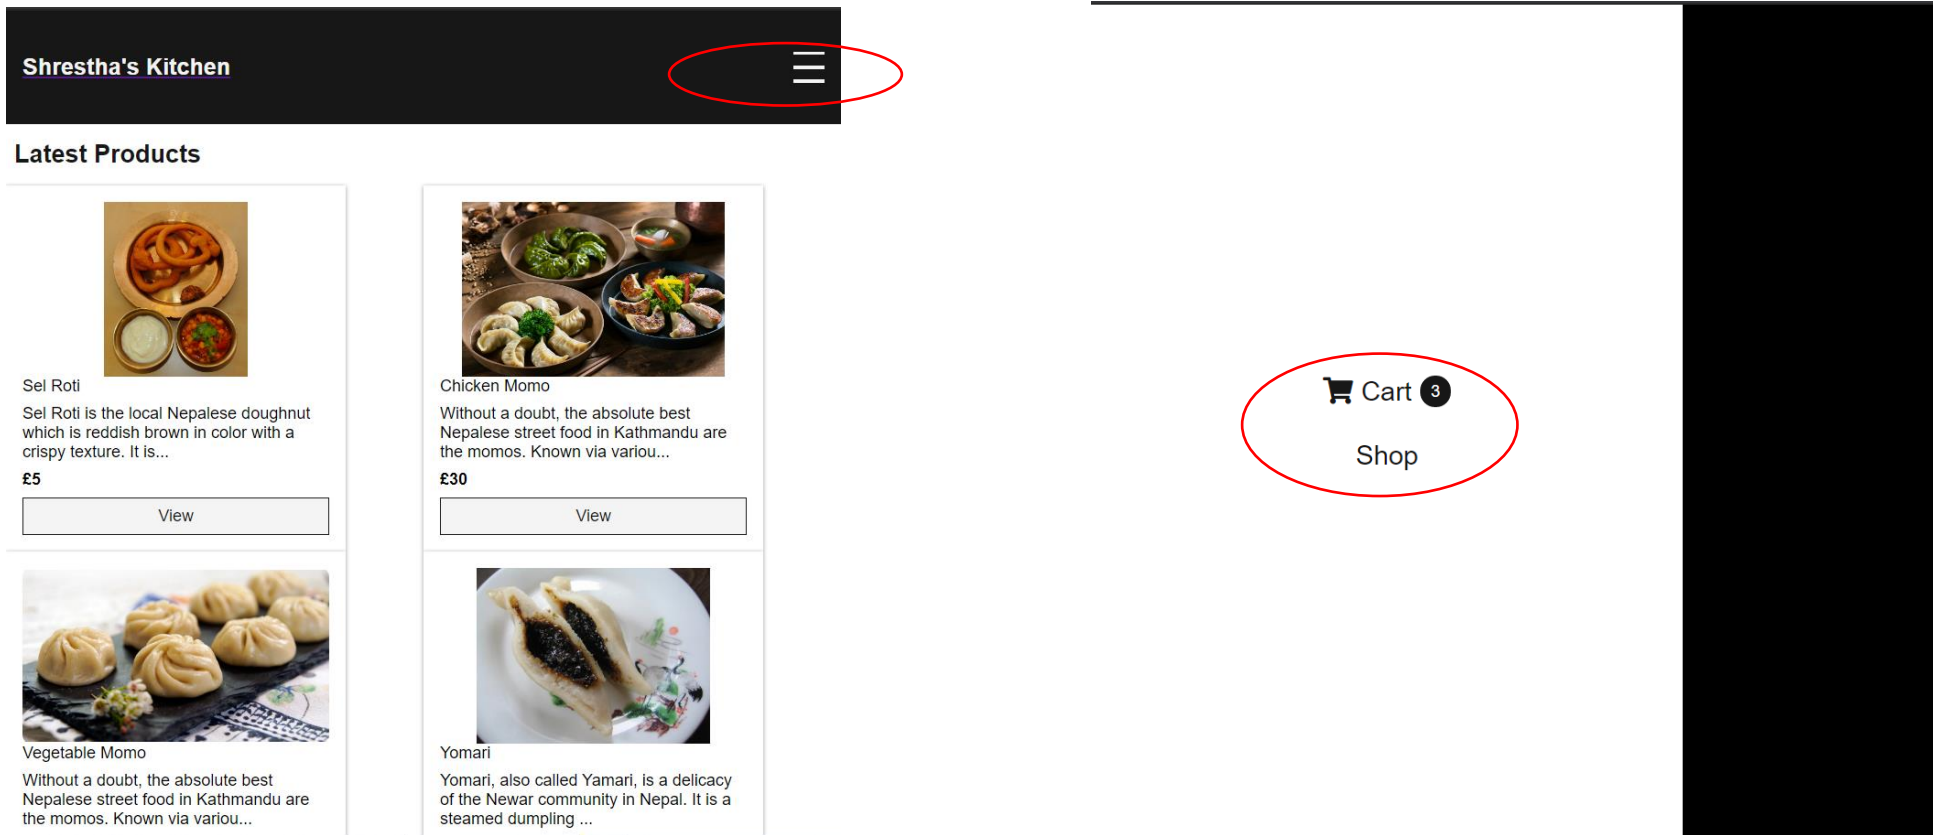 Shrestha's Kitchen
Latest Products
Sel Roti
Sel Roti is the local Nepalese doughnut
which is reddish brown in color with a
crispy texture. It is...
£5
View
Chicken Momo
Without a doubt, the absolute best
Nepalese street food in Kathmandu are
the momos. Known via variou...
£30
View
Vegetable Momo
Without a doubt, the absolute best
Nepalese street food in Kathmandu are
the momos. Known via variou...
Yomari
Yomari, also called Yamari, is a delicacy
of the Newar community in Nepal. It is a
steamed dumpling ...
Cart 3
Shop